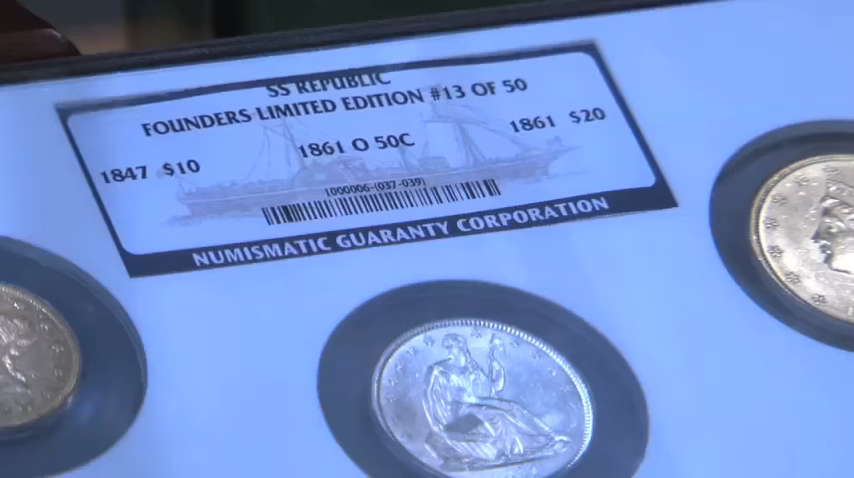 SS REPUBLIC
FOUNDERS LIMITED EDITION #13 OF 50
1847 $10 1861 O 50C 1861 $20
1000006-(037-039)
NUMISMATIC GUARANTY CORPORATION